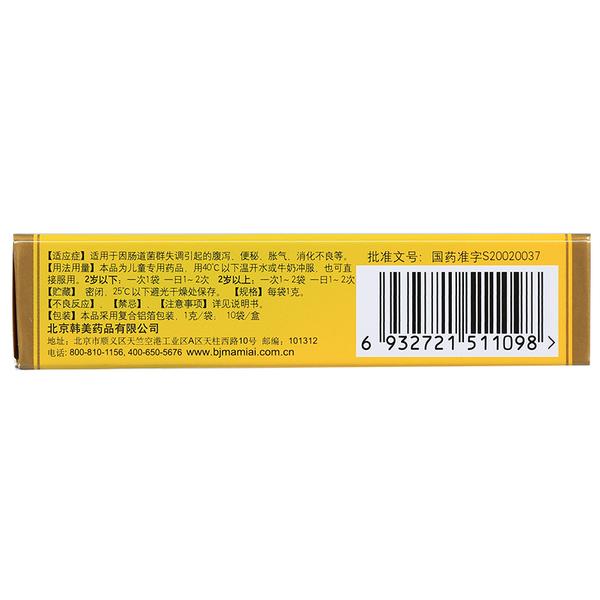 【适应症】适用于因肠道菌群失调引起的腹泻、便秘、胀气、消化不良等。
【用法用量】本品为儿童专用药品，用40℃以下温开水或牛奶冲服，也可直
接服用。2岁以下：一次1袋 一日1～2次 2岁以上：一次1～2袋 一日1～2次
【贮藏】密闭，25℃以下避光干燥处保存。【规格】每袋1克。
【不良反应】、【禁忌】、【注意事项】详见说明书。
【包装】本品采用复合铝箔包装，1克/袋，10袋/盒
北京韩美药品有限公司
地址：北京市顺义区天竺空港工业区A区天柱西路10号 邮编：101312
电话: 800-810-1156, 400-650-5676 www.bjmamiai.com.cn
批准文号：国药准字S20020037
6 932721 511098 >